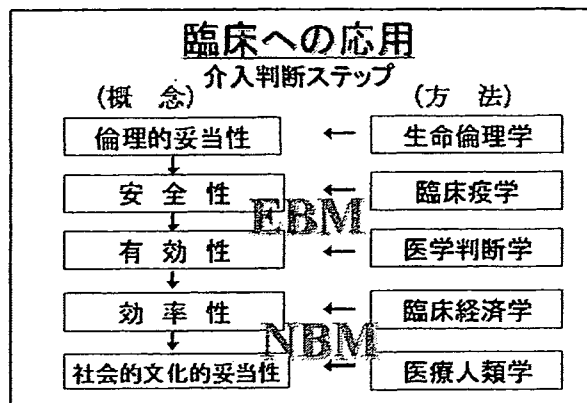 臨床への応用
介入判断ステップ
(概 念) (方 法)
倫理的妥当性 ← 生命倫理学
↓
安 全 性 ← 臨床疫学
↓ EBM
有 効 性 ← 医学判断学
↓
効 率 性 ← 臨床経済学
↓ NBM
社会的文化的妥当性 ← 医療人類学